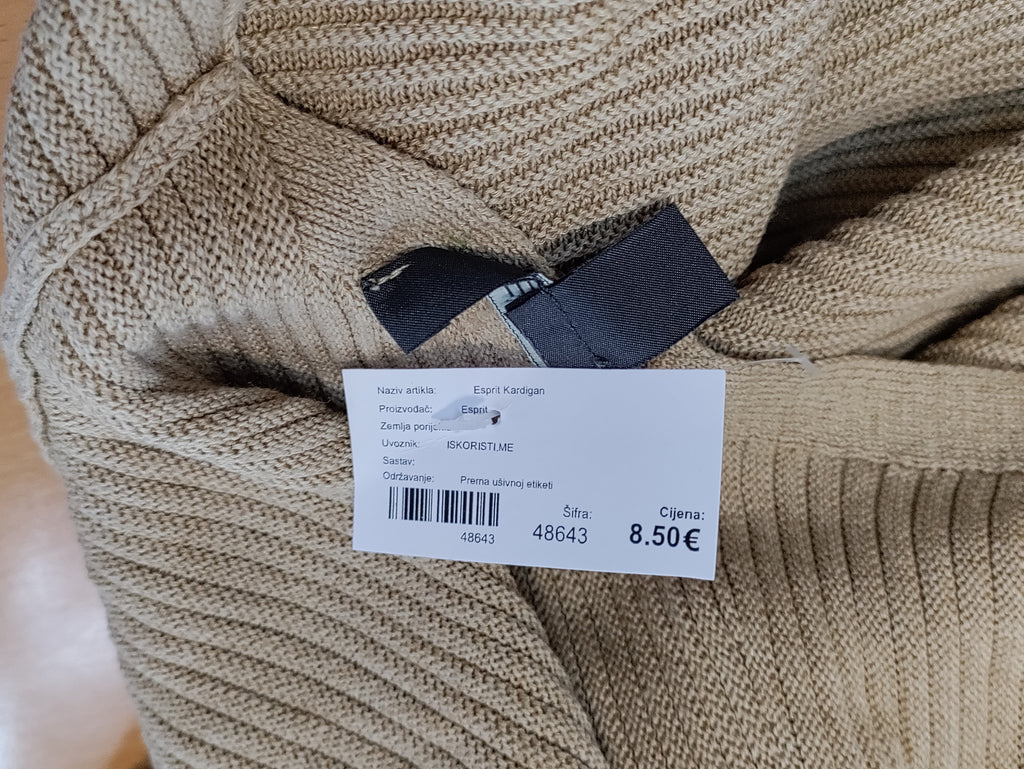 Naziv artikla: Esprit Kardigan
Proizvođač: Esprit
Zemlja
Uvoznik: ISKORISTI.ME
Sastav:
Održavanje: Prema ušivnoj etiketi
48643
Šifra:
48643
Cijena:
8.50€